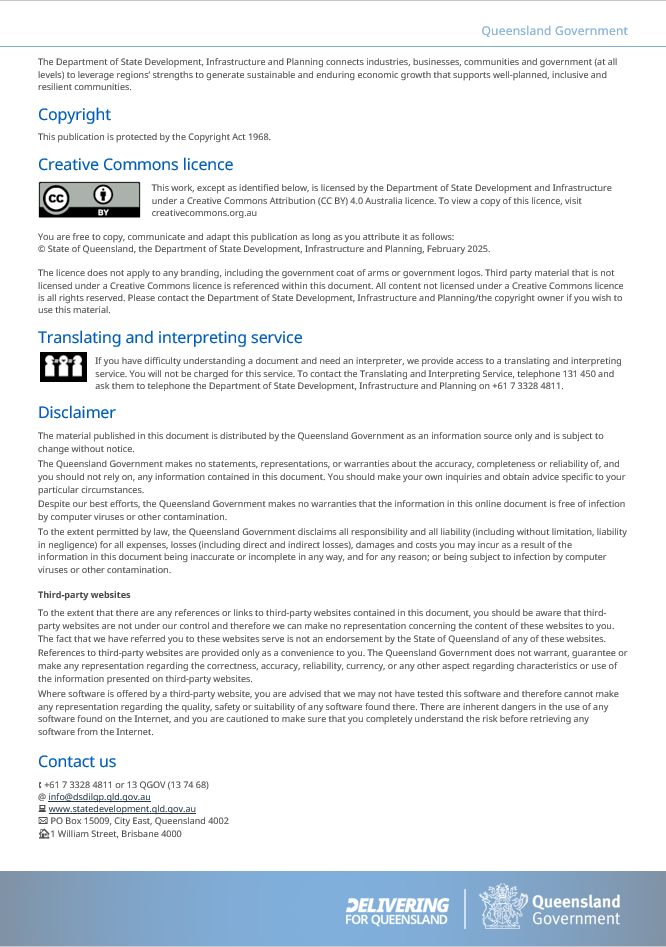 Queensland Government
The Department of State Development, Infrastructure and Planning connects industries, businesses, communities and government (at all
levels) to leverage regions' strengths to generate sustainable and enduring economic growth that supports well-planned, inclusive and
resilient communities.
Copyright
This publication is protected by the Copyright Act 1968.
Creative Commons licence
cc
BY
This work, except as identified below, is licensed by the Department of State Development and Infrastructure
under a Creative Commons Attribution (CC BY) 4.0 Australia licence. To view a copy of this licence, visit
creativecommons.org.au
You are free to copy, communicate and adapt this publication as long as you attribute it as follows:
© State of Queensland, the Department of State Development, Infrastructure and Planning, February 2025.
The licence does not apply to any branding, including the government coat of arms or government logos. Third party material that is not
licensed under a Creative Commons licence is referenced within this document. All content not licensed under a Creative Commons licence
is all rights reserved. Please contact the Department of State Development, Infrastructure and Planning/the copyright owner if you wish to
use this material.
Translating and interpreting service
If you have difficulty understanding a document and need an interpreter, we provide access to a translating and interpreting
service. You will not be charged for this service. To contact the Translating and Interpreting Service, telephone 131 450 and
ask them to telephone the Department of State Development, Infrastructure and Planning on +61 7 3328 4811.
Disclaimer
The material published in this document is distributed by the Queensland Government as an information source only and is subject to
change without notice.
The Queensland Government makes no statements, representations, or warranties about the accuracy, completeness or reliability of, and
you should not rely on, any information contained in this document. You should make your own inquiries and obtain advice specific to your
particular circumstances.
Despite our best efforts, the Queensland Government makes no warranties that the information in this online document is free of infection
by computer viruses or other contamination.
To the extent permitted by law, the Queensland Government disclaims all responsibility and all liability (including without limitation, liability
in negligence) for all expenses, losses (including direct and indirect losses), damages and costs you may incur as a result of the
information in this document being inaccurate or incomplete in any way, and for any reason; or being subject to infection by computer
viruses or other contamination.
Third-party websites
To the extent that there are any references or links to third-party websites contained in this document, you should be aware that third-
party websites are not under our control and therefore we can make no representation concerning the content of these websites to you.
The fact that we have referred you to these websites serve is not an endorsement by the State of Queensland of any of these websites.
References to third-party websites are provided only as a convenience to you. The Queensland Government does not warrant, guarantee or
make any representation regarding the correctness, accuracy, reliability, currency, or any other aspect regarding characteristics or use of
the information presented on third-party websites.
Where software is offered by a third-party website, you are advised that we may not have tested this software and therefore cannot make
any representation regarding the quality, safety or suitability of any software found there. There are inherent dangers in the use of any
software found on the Internet, and you are cautioned to make sure that you completely understand the risk before retrieving any
software from the Internet.
Contact us
+61 7 3328 4811 or 13 QGOV (13 74 68)
@ info@dsdilgp.qld.gov.au
www.statedevelopment.qld.gov.au
PO Box 15009, City East, Queensland 4002
1 William Street, Brisbane 4000
DELIVERING
FOR QUEENSLAND
Queensland
Government